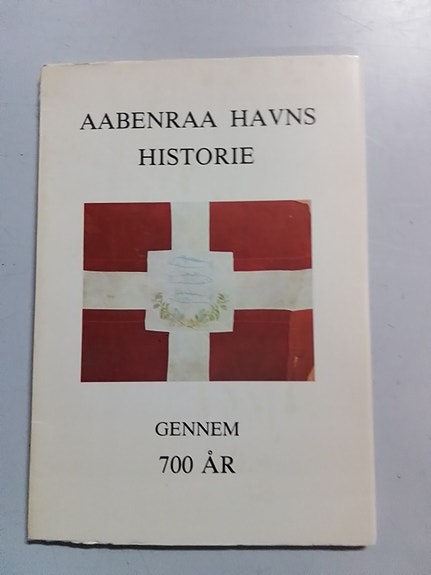 AABENRAA HAVNS
HISTORIE
GENNEM
700 ÅR